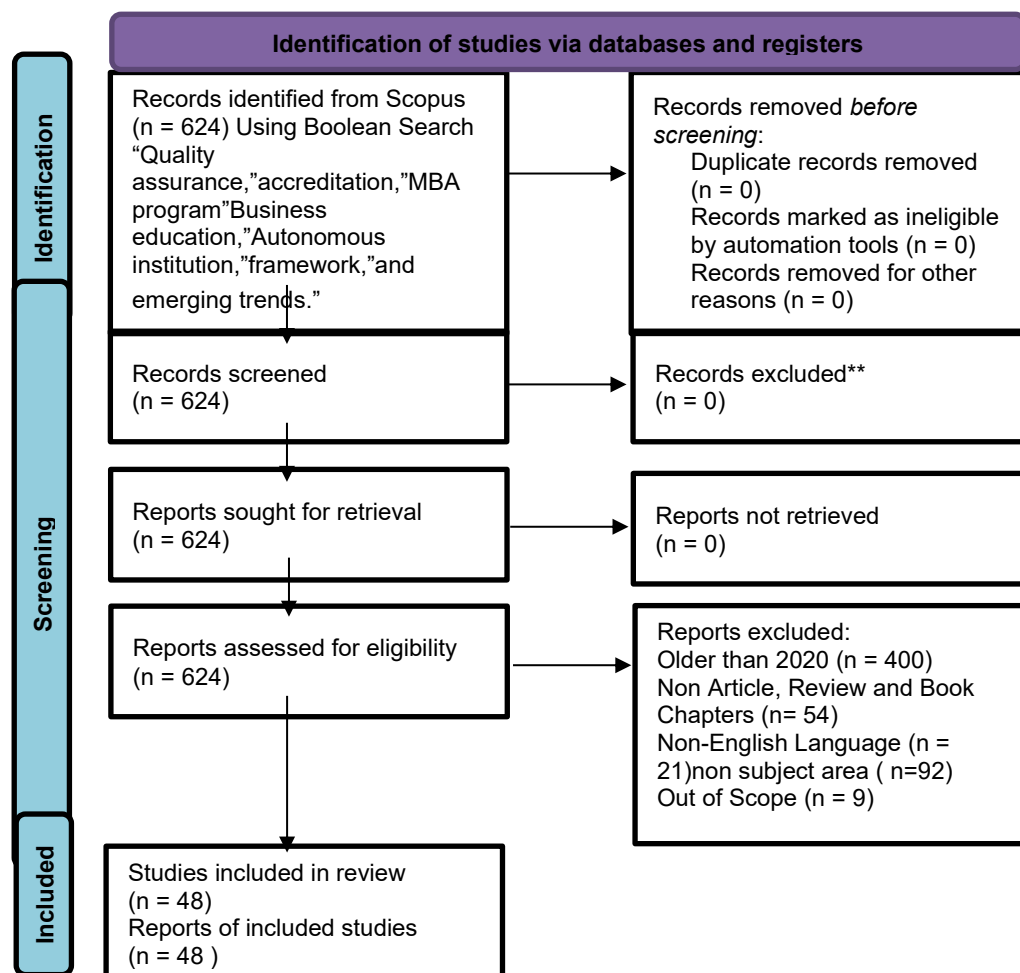 Identification of studies via databases and registers
Identification
Records identified from Scopus
(n = 624) Using Boolean Search
“Quality
assurance,”accreditation,”MBA
program”Business
education,”Autonomous
institution,”framework,”and
emerging trends.”
Records removed before
screening:
Duplicate records removed
(n = 0)
Records marked as ineligible
by automation tools (n = 0)
Records removed for other
reasons (n = 0)
Screening
Records screened
(n = 624)
Records excluded**
(n = 0)
Reports sought for retrieval
(n = 624)
Reports not retrieved
(n = 0)
Reports assessed for eligibility
(n = 624)
Reports excluded:
Older than 2020 (n = 400)
Non Article, Review and Book
Chapters (n= 54)
Non-English Language (n =
21)non subject area ( n=92)
Out of Scope (n = 9)
Included
Studies included in review
(n = 48)
Reports of included studies
(n = 48 )